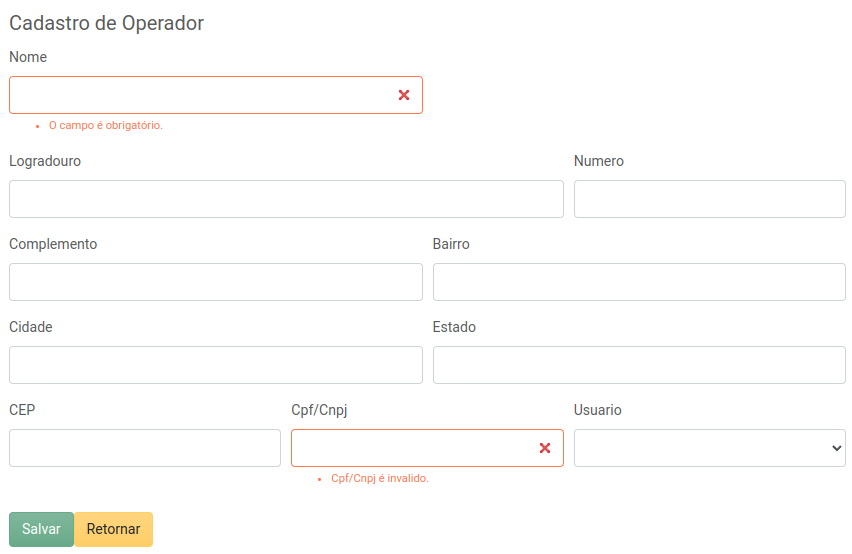 Cadastro de Operador
Nome
O campo é obrigatório.
Logradouro Numero
Complemento Bairro
Cidade Estado
CEP Cpf/Cnpj Usuario
Cpf/Cnpj é invalido.
Salvar Retornar